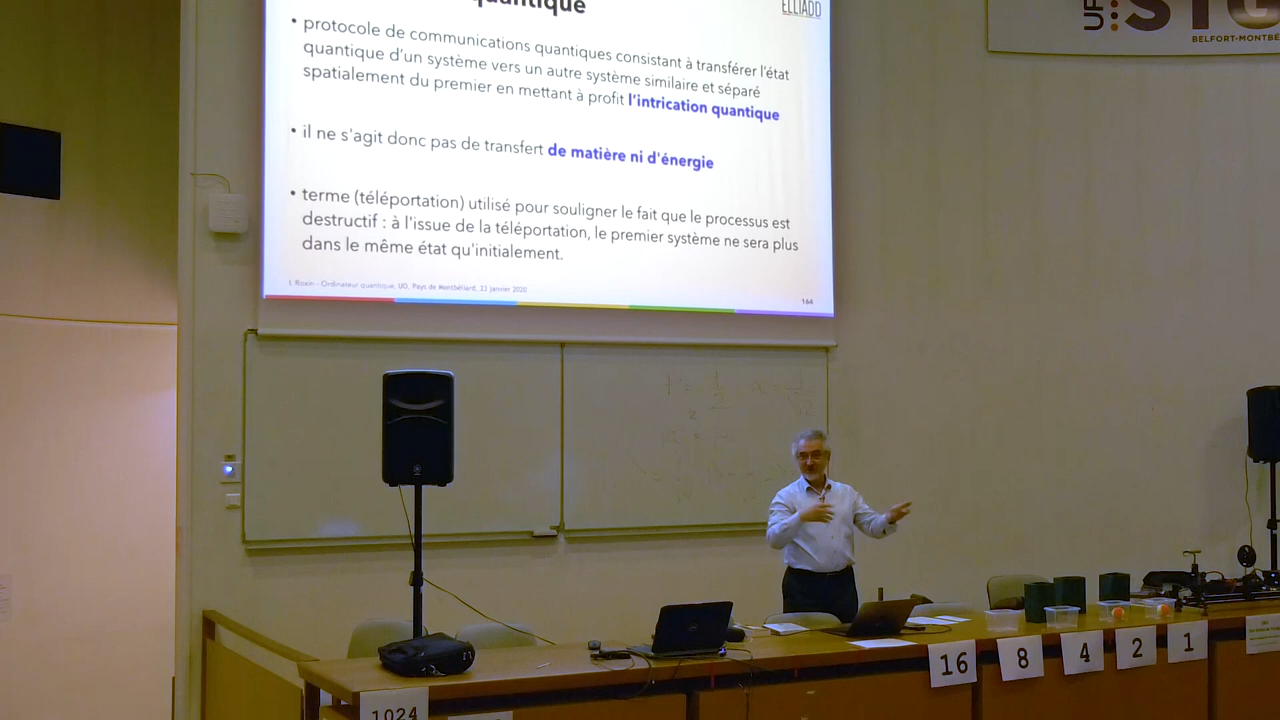 quantique
ELLIADD
• protocole de communications quantiques consistant à transférer l'état
quantique d'un système vers un autre système similaire et séparé
spatialement du premier en mettant à profit l'intrication quantique
• il ne s'agit donc pas de transfert de matière ni d'énergie
• terme (téléportation) utilisé pour souligner le fait que le processus est
destructif : à l'issue de la téléportation, le premier système ne sera plus
dans le même état qu'initialement.
I. Roxin - Ordinateur quantique, UO, Pays de Montbéliard, 23 janvier 2020
164
STG
BELFORT-MONTBÉ
16
8
4
2
1
1024